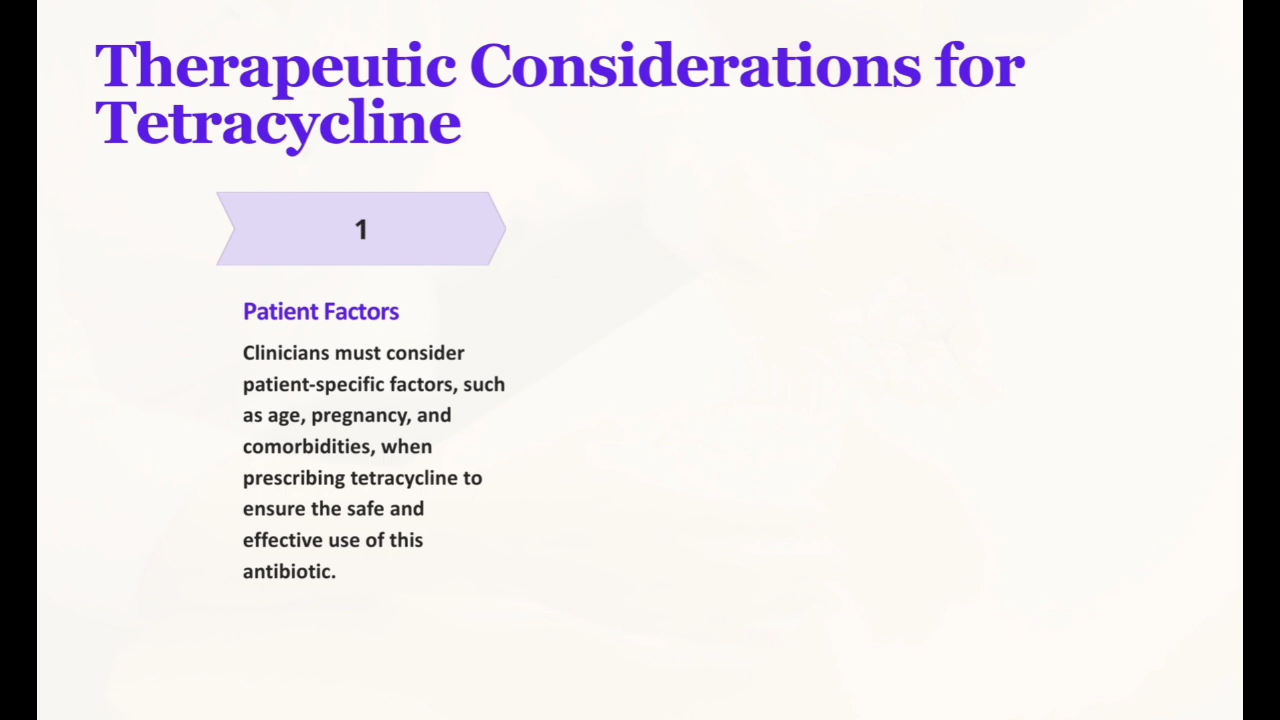 Therapeutic Considerations for
Tetracycline
1
Patient Factors
Clinicians must consider
patient-specific factors, such
as age, pregnancy, and
comorbidities, when
prescribing tetracycline to
ensure the safe and
effective use of this
antibiotic.